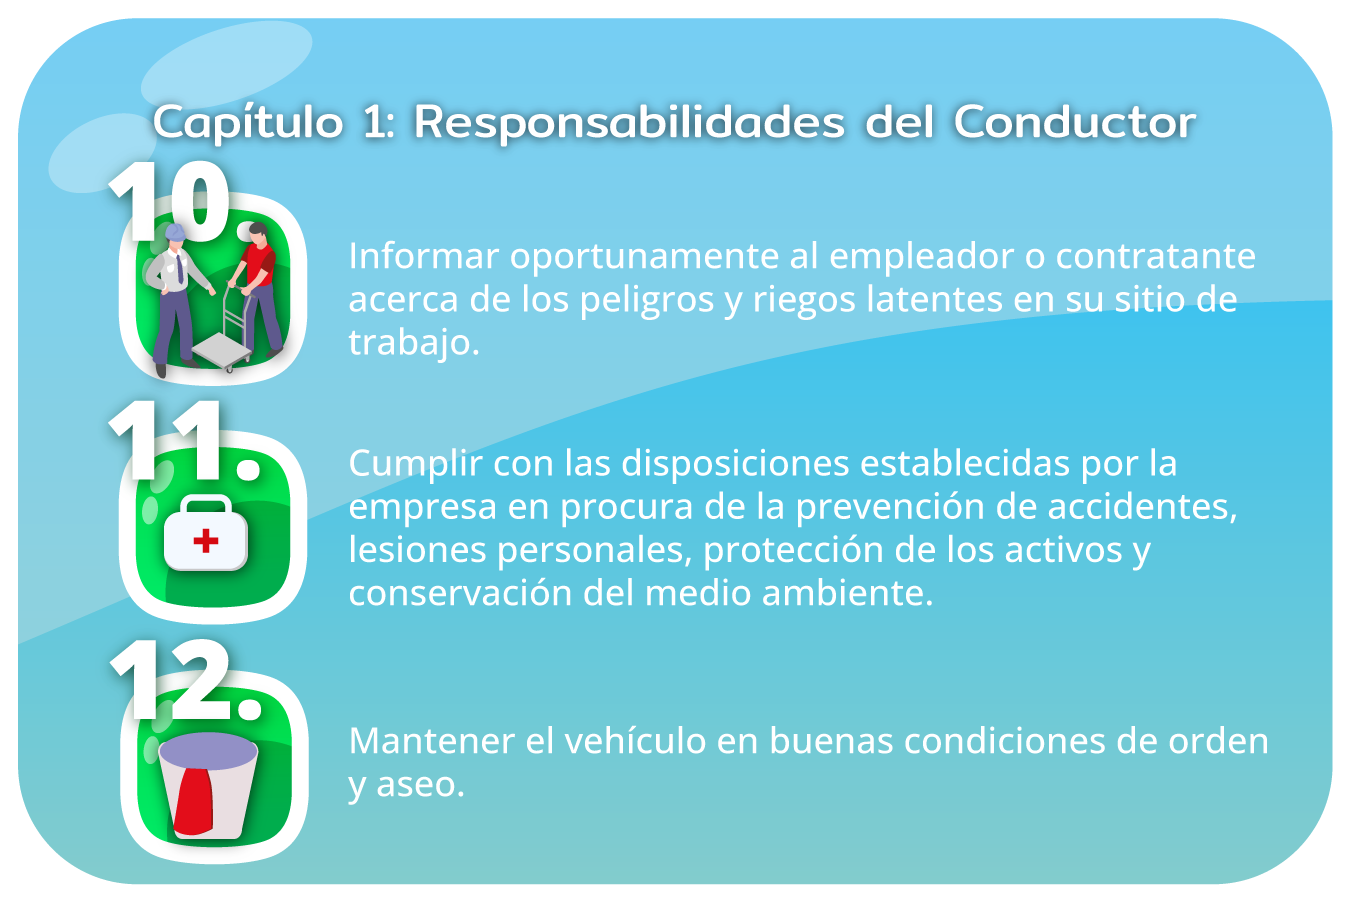 Capítulo 1: Responsabilidades del Conductor
10.
Informar oportunamente al empleador o contratante
acerca de los peligros y riegos latentes en su sitio de
trabajo.
11.
Cumplir con las disposiciones establecidas por la
empresa en procura de la prevención de accidentes,
lesiones personales, protección de los activos y
conservación del medio ambiente.
12.
Mantener el vehículo en buenas condiciones de orden
y aseo.